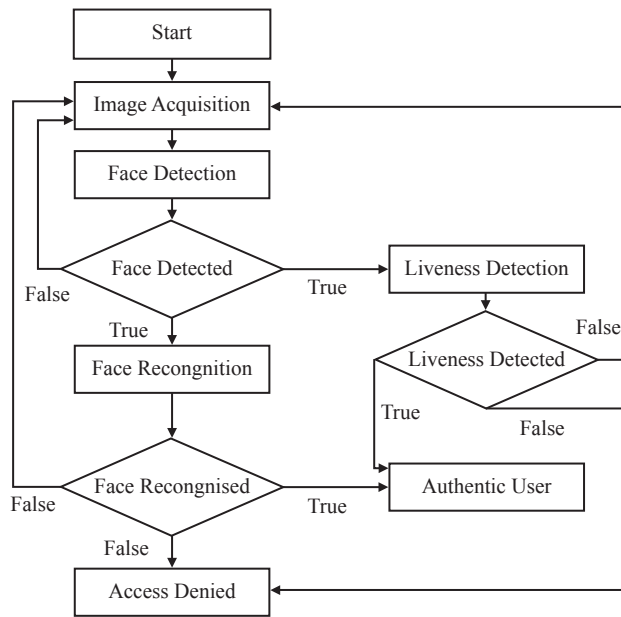 Start
Image Acquisition
Face Detection
Face Detected
Liveness Detection
False
True
True
False
Face Recongnition
Liveness Detected
True
False
Face Recongnised
Authentic User
False
True
False
Access Denied